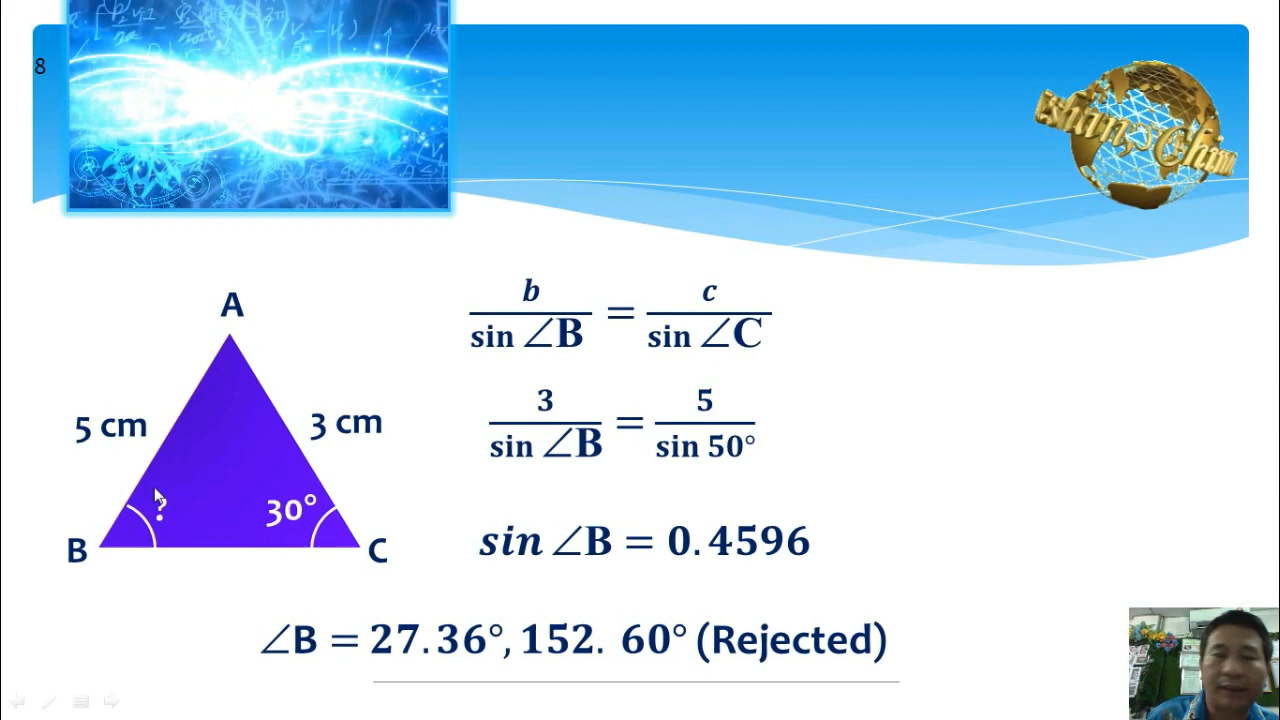 8
A
5 cm
3 cm
?
30°
B
C
b/sin ∠B = c/sin ∠C
3/sin ∠B = 5/sin 50°
sin ∠B = 0.4596
∠B = 27.36°, 152. 60° (Rejected)